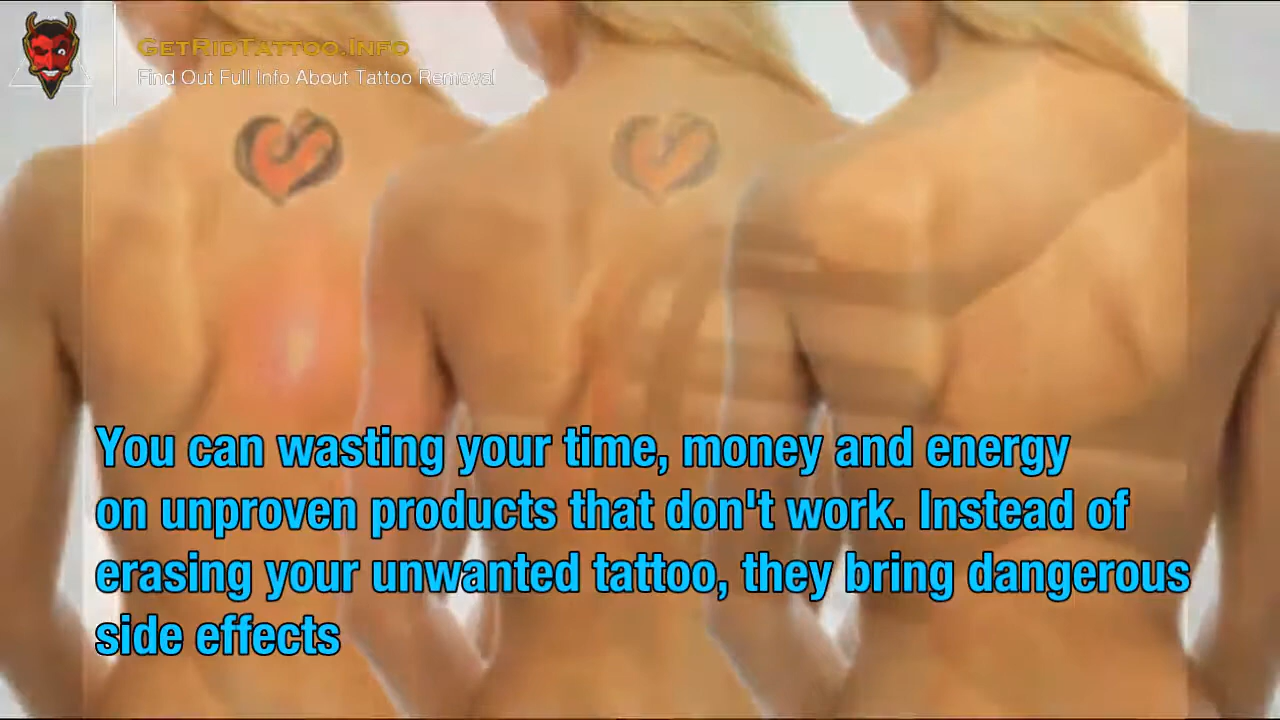 GetRidTattoo.Info
Find Out Full Info About Tattoo Removal
You can wasting your time, money and energy
on unproven products that don't work. Instead of
erasing your unwanted tattoo, they bring dangerous
side effects